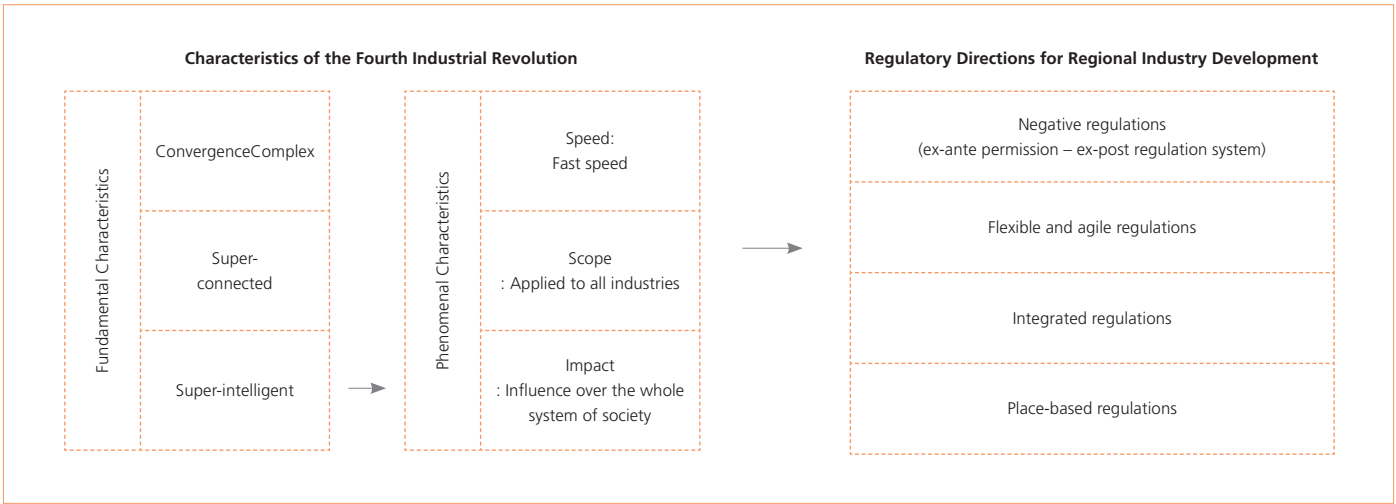 Characteristics of the Fourth Industrial Revolution
Fundamental Characteristics
ConvergenceComplex
Super-
connected
Super-intelligent
Phenomenal Characteristics
Speed:
Fast speed
Scope
: Applied to all industries
Impact
: Influence over the whole
system of society
Regulatory Directions for Regional Industry Development
Negative regulations
(ex-ante permission – ex-post regulation system)
Flexible and agile regulations
Integrated regulations
Place-based regulations